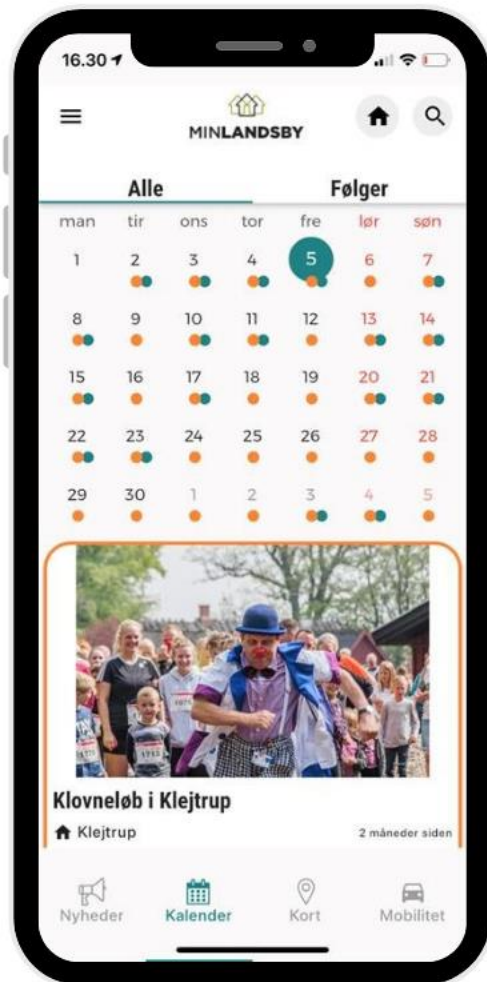 16.30
MINLANDSBY
Alle Følger
man tir ons tor fre lør søn
1 2 3 4 5 6 7
8 9 10 11 12 13 14
15 16 17 18 19 20 21
22 23 24 25 26 27 28
29 30 1 2 3 4 5
Klovneløb i Klejtrup
Klejtrup 2 måneder siden
Nyheder Kalender Kort Mobilitet